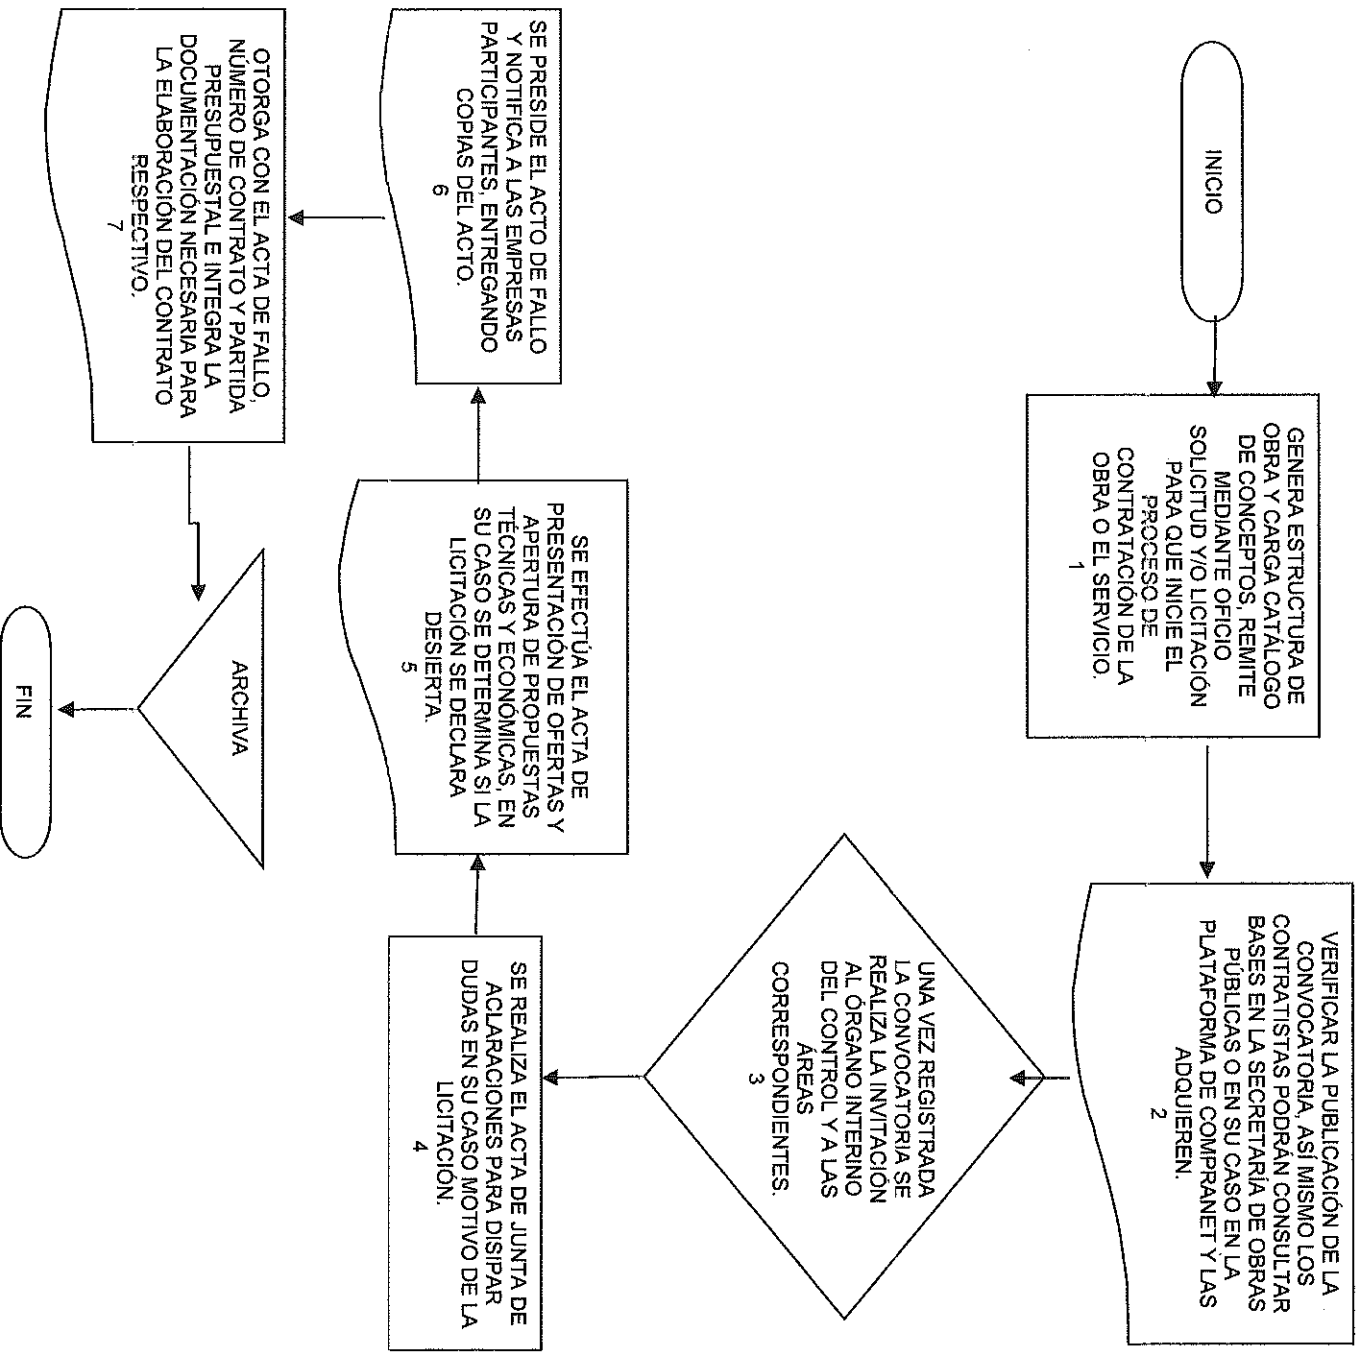 INICIO
GENERA ESTRUCTURA DE
OBRA Y CARGA CATÁLOGO
DE CONCEPTOS, REMITE
MEDIANTE OFICIO
SOLICITUD Y/O LICITACIÓN
PARA QUE INICIE EL
PROCESO DE
CONTRATACIÓN DE LA
OBRA O EL SERVICIO.
1
VERIFICAR LA PUBLICACIÓN DE LA
CONVOCATORIA, ASÍ MISMO LOS
CONTRATISTAS PODRÁN CONSULTAR
BASES EN LA SECRETARÍA DE OBRAS
PÚBLICAS O EN SU CASO EN LA
PLATAFORMA DE COMPRANET Y LAS
ADQUIEREN.
2
UNA VEZ REGISTRADA
LA CONVOCATORIA SE
REALIZA LA INVITACIÓN
AL ÓRGANO INTERINO
DEL CONTROL Y A LAS
ÁREAS
CORRESPONDIENTES.
3
SE REALIZA EL ACTA DE JUNTA DE
ACLARACIONES PARA DISIPAR
DUDAS EN SU CASO MOTIVO DE LA
LICITACIÓN.
4
SE EFECTÚA EL ACTA DE
PRESENTACIÓN DE OFERTAS Y
APERTURA DE PROPUESTAS
TÉCNICAS Y ECONÓMICAS, EN
SU CASO SE DETERMINA SI LA
LICITACIÓN SE DECLARA
DESIERTA.
5
SE PRESIDE EL ACTO DE FALLO
Y NOTIFICA A LAS EMPRESAS
PARTICIPANTES, ENTREGANDO
COPIAS DEL ACTO.
6
OTORGA CON EL ACTA DE FALLO,
NÚMERO DE CONTRATO Y PARTIDA
PRESUPUESTAL E INTEGRA LA
DOCUMENTACIÓN NECESARIA PARA
LA ELABORACIÓN DEL CONTRATO
RESPECTIVO.
7
ARCHIVA
FIN